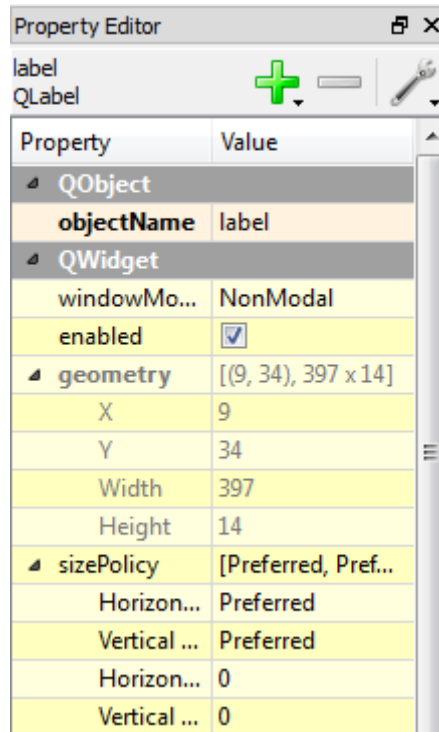 Property Editor
label
QLabel
Property Value
QObject
objectName label
QWidget
windowMo... NonModal
enabled
geometry [(9, 34), 397 x 14]
X 9
Y 34
Width 397
Height 14
sizePolicy [Preferred, Pref...
Horizon... Preferred
Vertical ... Preferred
Horizon... 0
Vertical ... 0